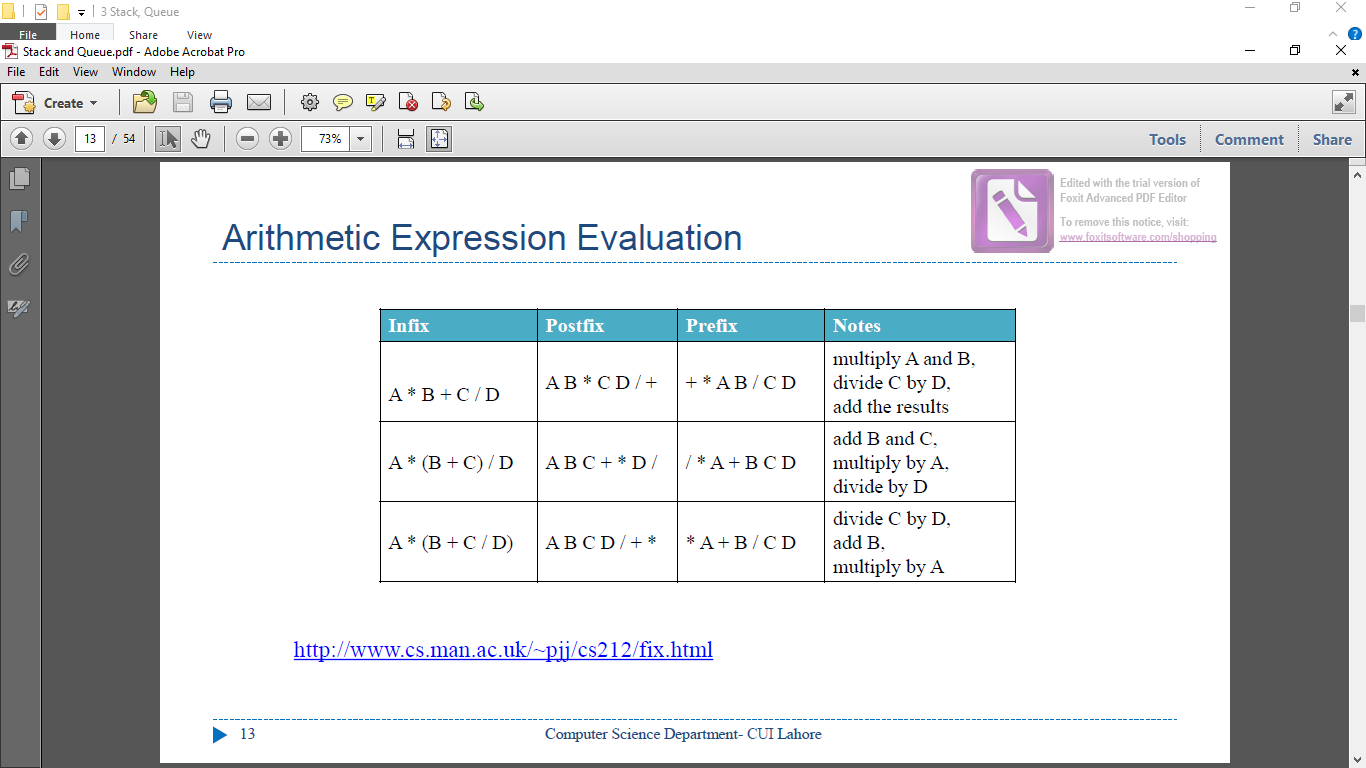 3 Stack, Queue
File Home Share View
Stack and Queue.pdf - Adobe Acrobat Pro
File Edit View Window Help
Create
13 / 54 73% Tools Comment Share
Edited with the trial version of
Foxit Advanced PDF Editor
To remove this notice, visit:
www.foxitsoftware.com/shopping
Arithmetic Expression Evaluation
Infix Postfix Prefix Notes
A * B + C / D A B * C D / + + * A B / C D multiply A and B,
divide C by D,
add the results
A * (B + C) / D A B C + * D / / * A + B C D add B and C,
multiply by A,
divide by D
A * (B + C / D) A B C D / + * * A + B / C D divide C by D,
add B,
multiply by A
http://www.cs.man.ac.uk/~pjj/cs212/fix.html
13 Computer Science Department- CUI Lahore